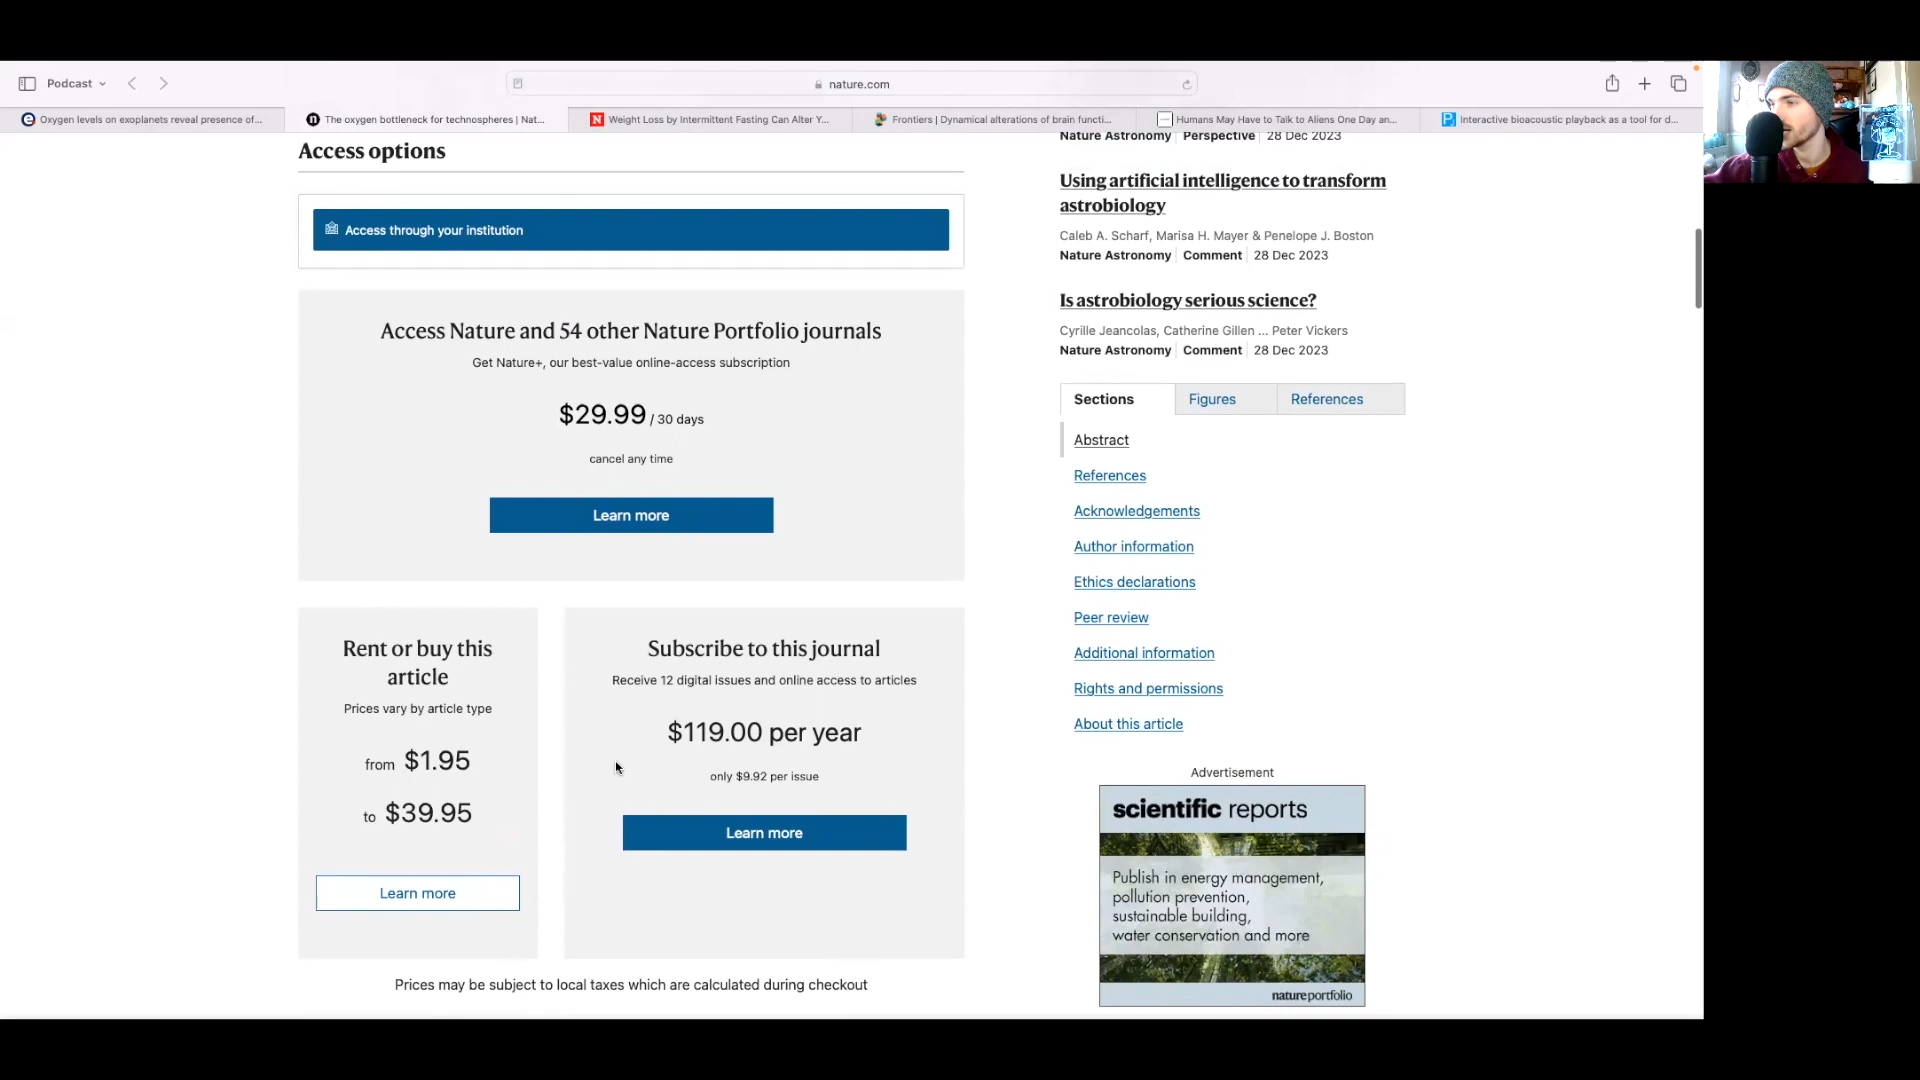 Podcast
nature.com
Oxygen levels on exoplanets reveal presence of...
The oxygen bottleneck for technospheres | Nat...
Weight Loss by Intermittent Fasting Can Alter Y...
Frontiers | Dynamical alterations of brain functi...
Humans May Have to Talk to Aliens One Day an...
Interactive bioacoustic playback as a tool for d...
Access options
Access through your institution
Access Nature and 54 other Nature Portfolio journals
Get Nature+, our best-value online-access subscription
$29.99 / 30 days
cancel any time
Learn more
Rent or buy this
article
Prices vary by article type
from $1.95
to $39.95
Learn more
Subscribe to this journal
Receive 12 digital issues and online access to articles
$119.00 per year
only $9.92 per issue
Learn more
Prices may be subject to local taxes which are calculated during checkout
Nature Astronomy | Perspective | 28 Dec 2023
Using artificial intelligence to transform
astrobiology
Caleb A. Scharf, Marisa H. Mayer & Penelope J. Boston
Nature Astronomy | Comment | 28 Dec 2023
Is astrobiology serious science?
Cyrille Jeancolas, Catherine Gillen ... Peter Vickers
Nature Astronomy | Comment | 28 Dec 2023
Sections Figures References
Abstract
References
Acknowledgements
Author information
Ethics declarations
Peer review
Additional information
Rights and permissions
About this article
Advertisement
scientific reports
Publish in energy management,
pollution prevention,
sustainable building,
water conservation and more
natureportfolio